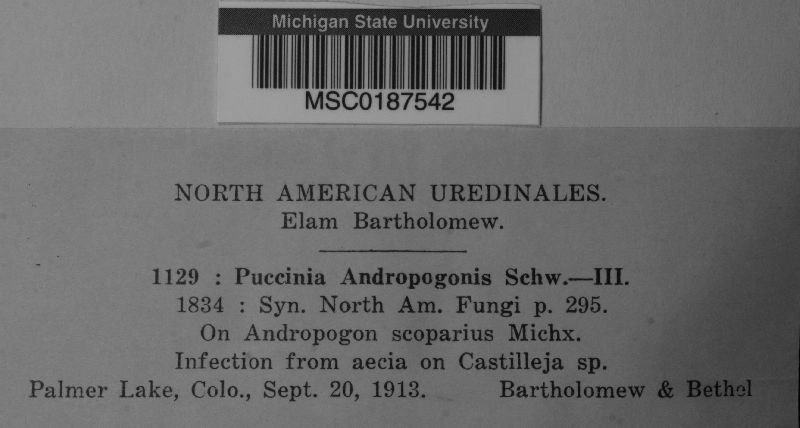 Michigan State University
MSC0187542
NORTH AMERICAN UREDINALES.
Elam Bartholomew.
1129 : Puccinia Andropogonis Schw.—III.
1834 : Syn. North Am. Fungi p. 295.
On Andropogon scoparius Michx.
Infection from aecia on Castilleja sp.
Palmer Lake, Colo., Sept. 20, 1913. Bartholomew & Bethel